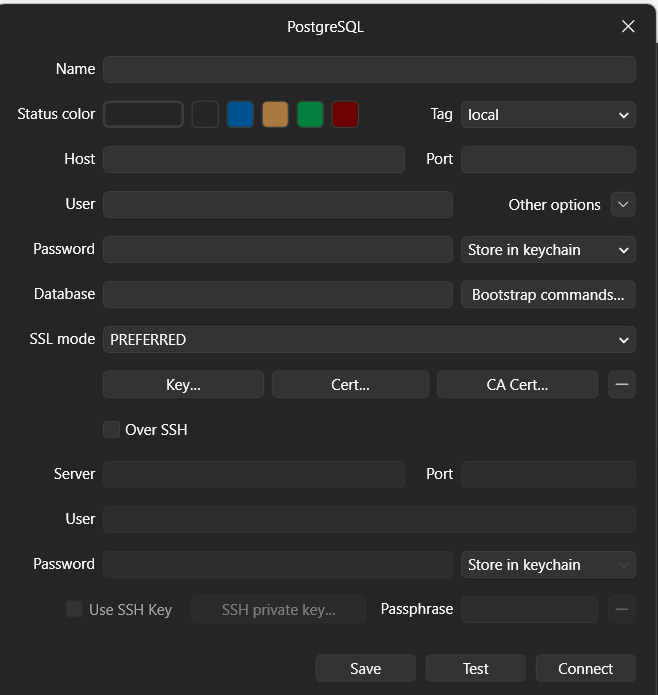 PostgreSQL
Name
Status color Tag local
Host Port
User Other options
Password Store in keychain
Database Bootstrap commands...
SSL mode PREFERRED
Key... Cert... CA Cert...
Over SSH
Server Port
User
Password Store in keychain
Use SSH Key SSH private key... Passphrase
Save Test Connect